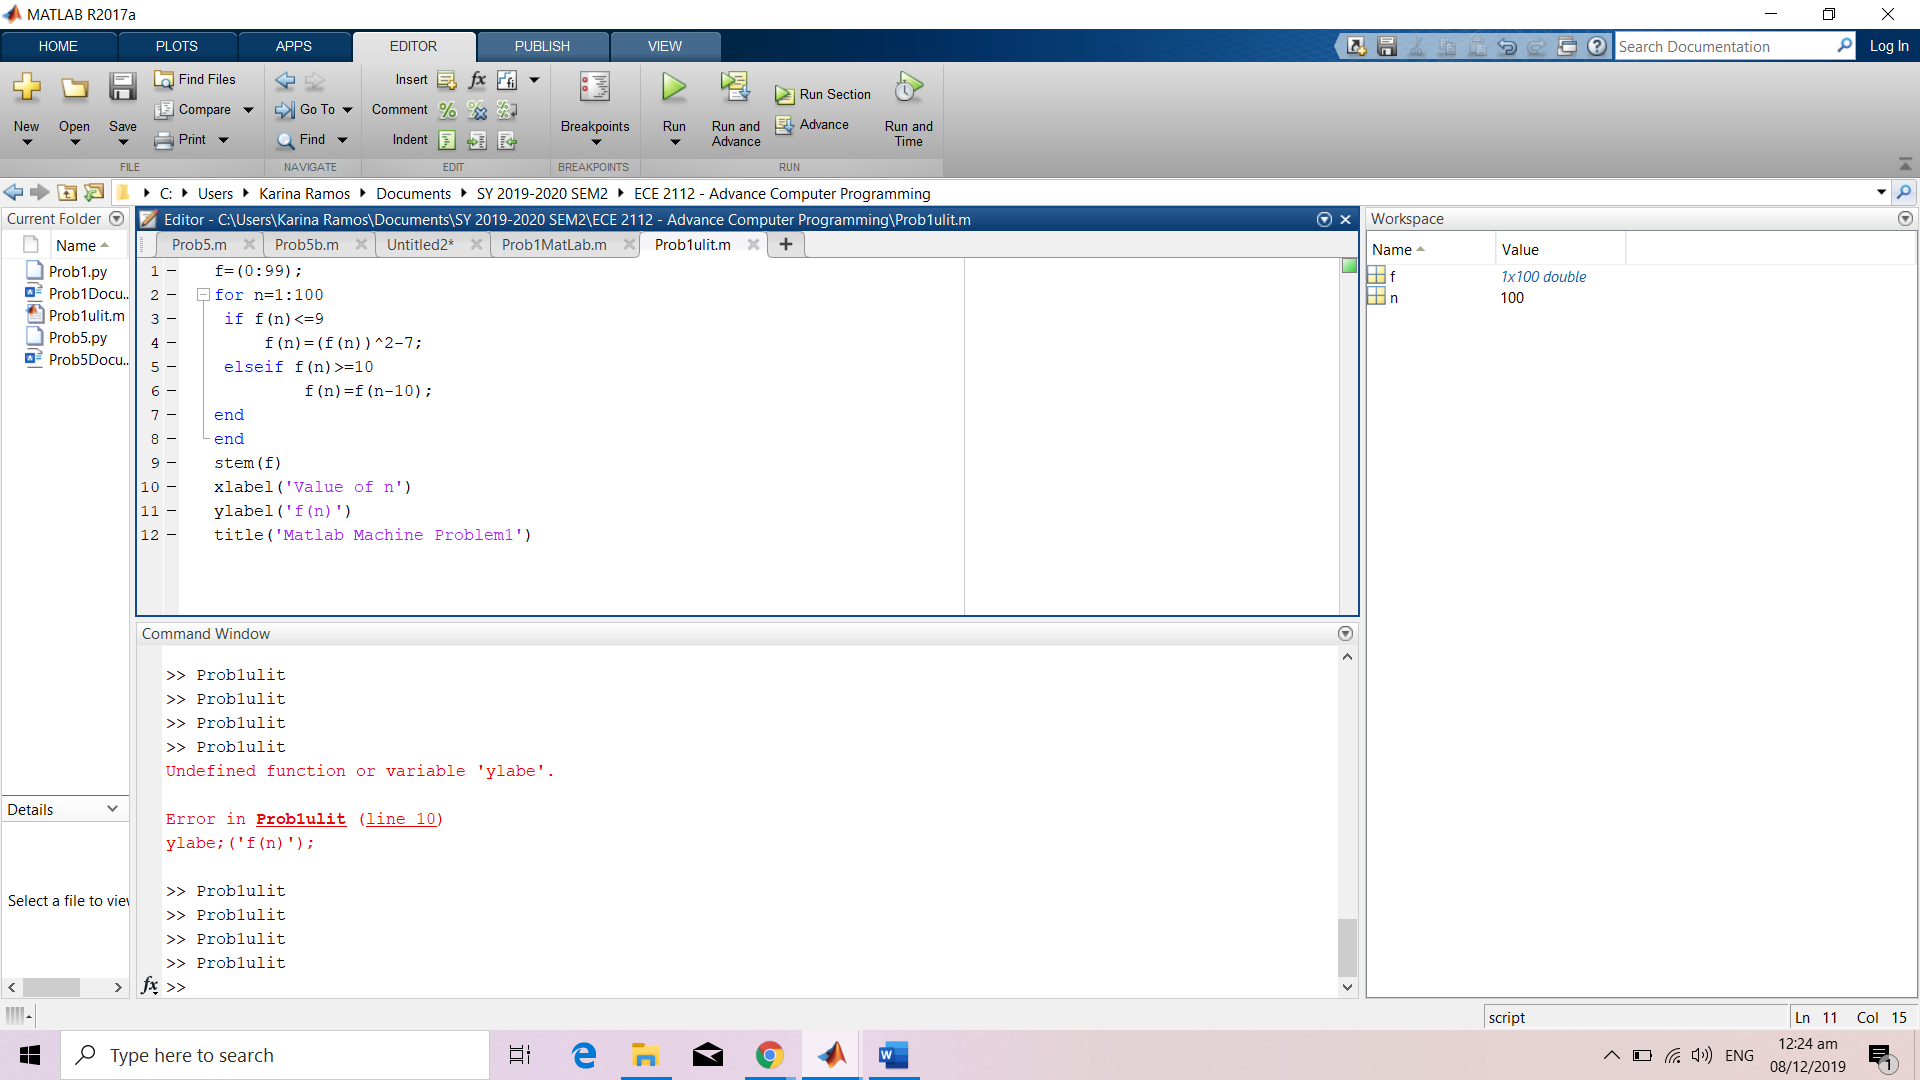 MATLAB R2017a
HOME PLOTS APPS EDITOR PUBLISH VIEW
Search Documentation
Log In
New
Open
Save
Find Files
Compare
Print
FILE
Go To
Find
NAVIGATE
Insert
Comment
Indent
EDIT
Breakpoints
BREAKPOINTS
Run
Run and
Advance
Run Section
Advance
Run and
Time
RUN
C: Users Karina Ramos Documents SY 2019-2020 SEM2 ECE 2112 - Advance Computer Programming
Current Folder
Name
Prob1.py
Prob1Docu...
Prob1ulit.m
Prob5.py
Prob5Docu...
Details
Select a file to view
Editor - C:\Users\Karina Ramos\Documents\SY 2019-2020 SEM2\ECE 2112 - Advance Computer Programming\Prob1ulit.m
Prob5.m Prob5b.m Untitled2* Prob1MatLab.m Prob1ulit.m +
1 - f=(0:99);
2 - for n=1:100
3 - if f(n)<=9
4 - f(n)=(f(n))^2-7;
5 - elseif f(n)>=10
6 - f(n)=f(n-10);
7 - end
8 - end
9 - stem(f)
10 - xlabel('Value of n')
11 - ylabel('f(n)')
12 - title('Matlab Machine Problem1')
Command Window
>> Prob1ulit
>> Prob1ulit
>> Prob1ulit
>> Prob1ulit
Undefined function or variable 'ylabe'.
Error in Prob1ulit (line 10)
ylabe;('f(n)');
>> Prob1ulit
>> Prob1ulit
>> Prob1ulit
>> Prob1ulit
fx >>
Workspace
Name Value
f 1x100 double
n 100
script
Ln 11 Col 15
Type here to search
ENG
12:24 am
08/12/2019
1